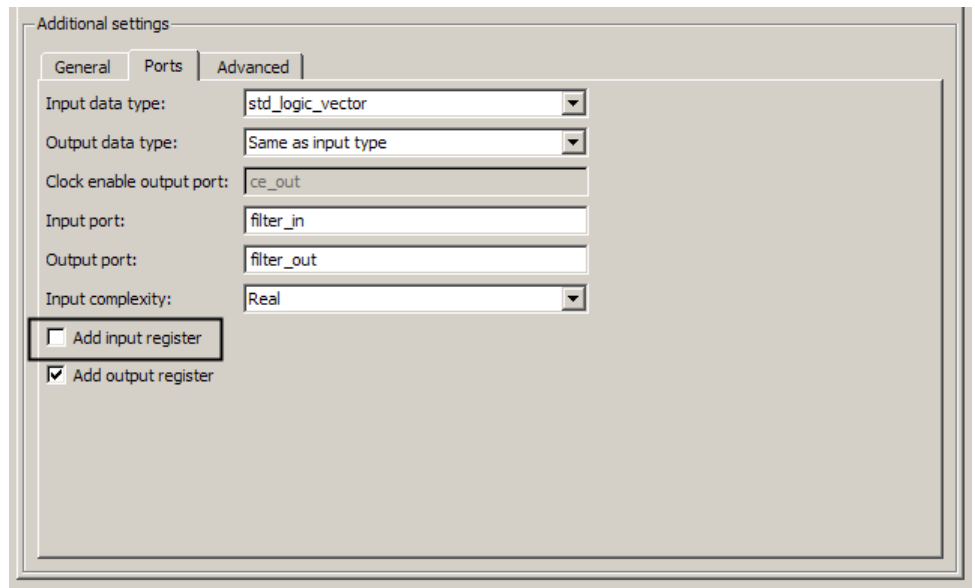 Additional settings
General Ports Advanced
Input data type: std_logic_vector
Output data type: Same as input type
Clock enable output port: ce_out
Input port: filter_in
Output port: filter_out
Input complexity: Real
Add input register
Add output register